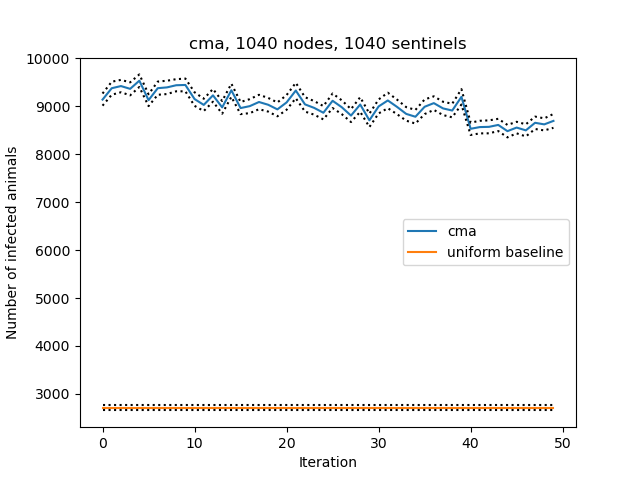 cma, 1040 nodes, 1040 sentinels
Number of infected animals
10000
9000
8000
7000
6000
5000
4000
3000
cma
uniform baseline
0 10 20 30 40 50
Iteration